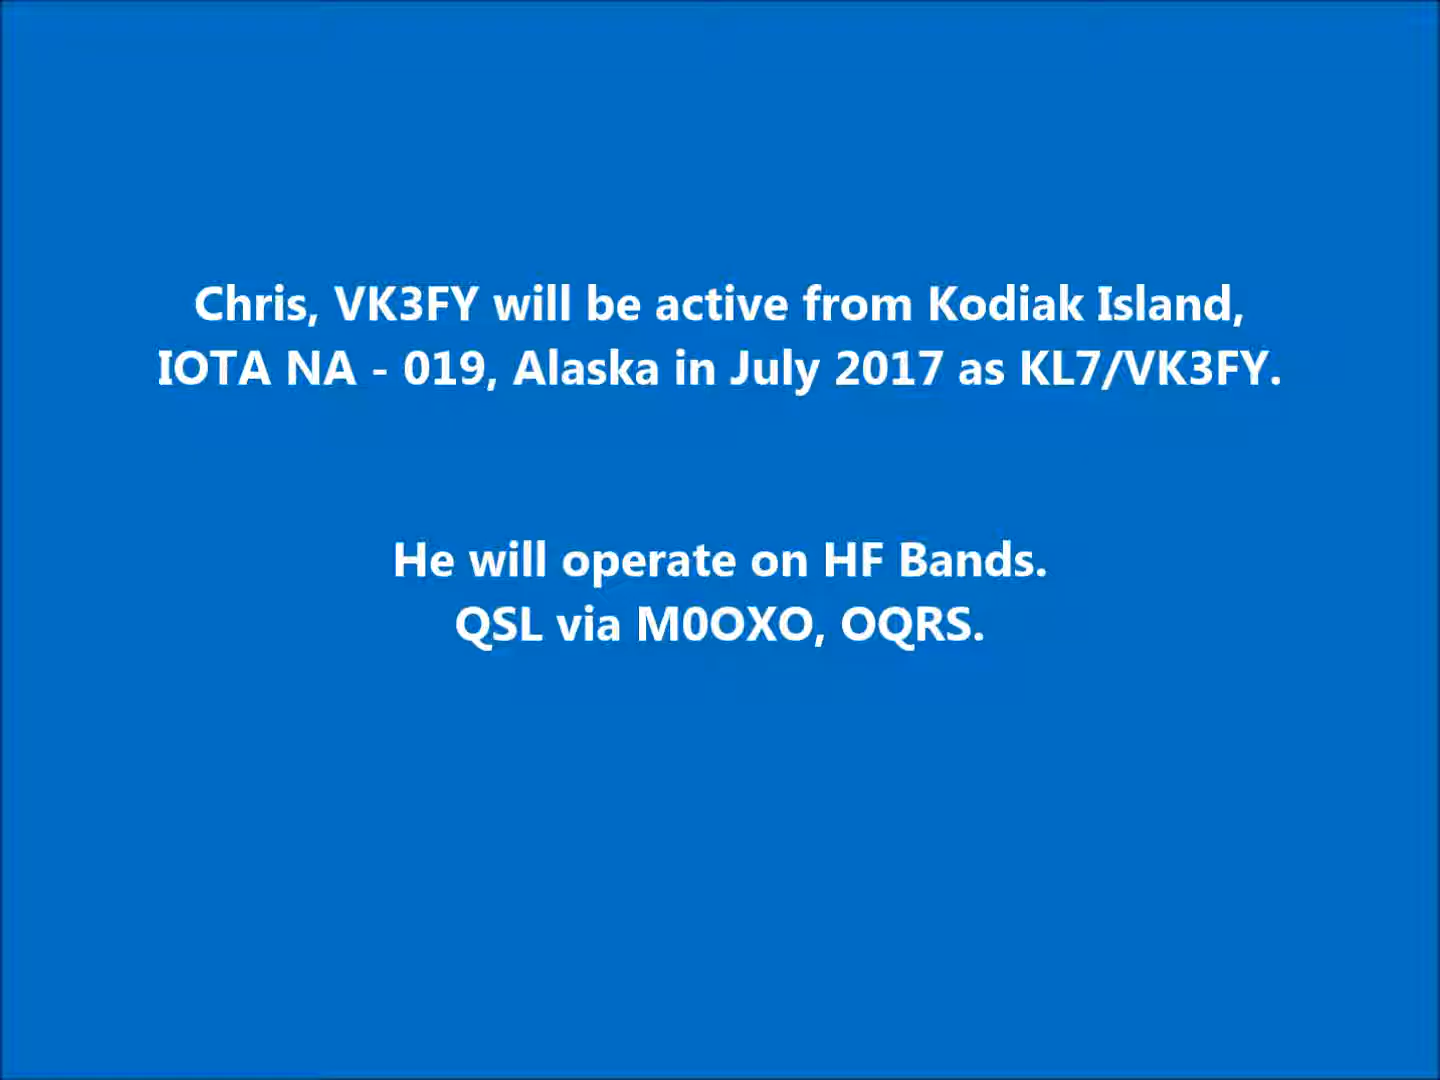 Chris, VK3FY will be active from Kodiak Island,
IOTA NA - 019, Alaska in July 2017 as KL7/VK3FY.
He will operate on HF Bands.
QSL via M0OXO, OQRS.